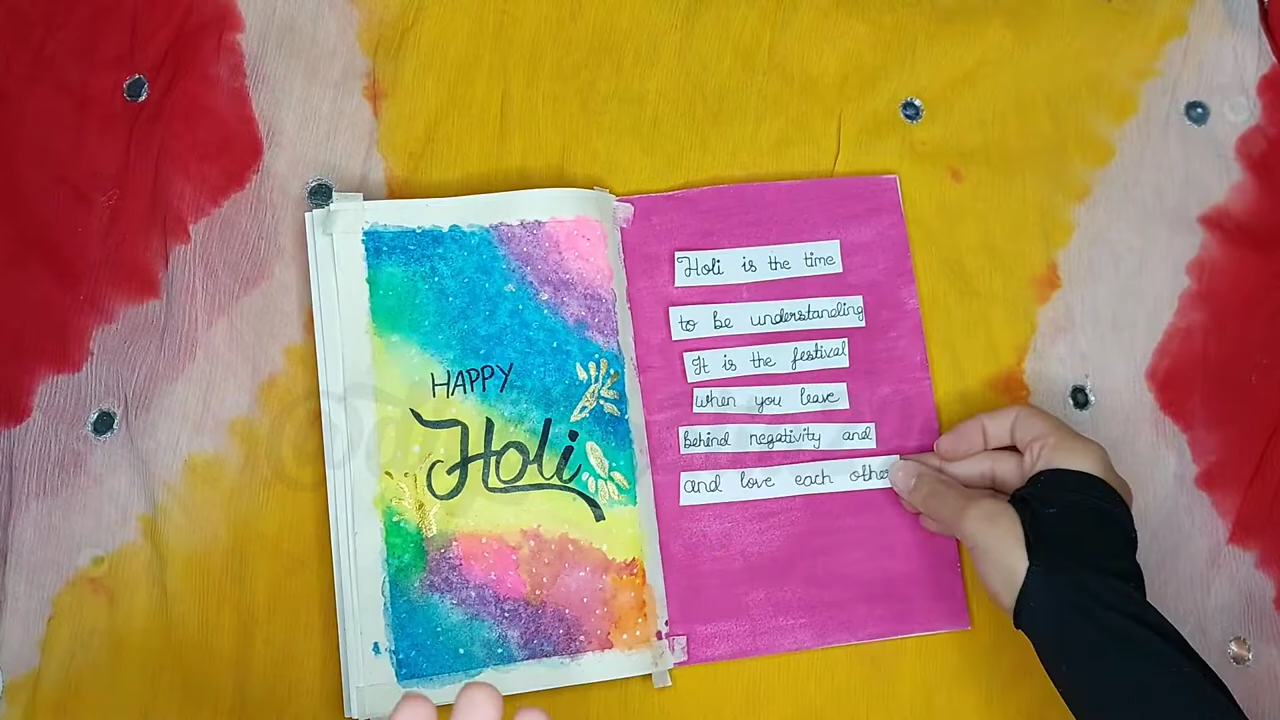 HAPPY
Holi
Holi is the time
to be understanding
It is the festival
when you leave
behind negativity and
and love each other